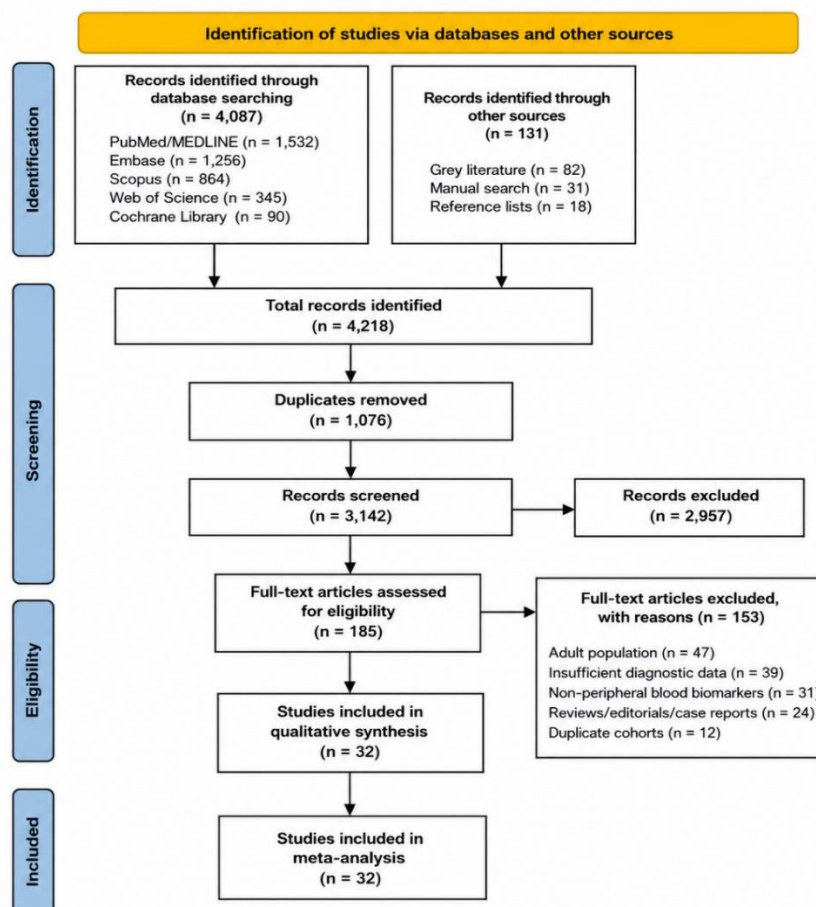 Identification of studies via databases and other sources
Identification
Records identified through
database searching
(n = 4,087)
PubMed/MEDLINE (n = 1,532)
Embase (n = 1,256)
Scopus (n = 864)
Web of Science (n = 345)
Cochrane Library (n = 90)
Records identified through
other sources
(n = 131)
Grey literature (n = 82)
Manual search (n = 31)
Reference lists (n = 18)
Screening
Total records identified
(n = 4,218)
Duplicates removed
(n = 1,076)
Records screened
(n = 3,142)
Records excluded
(n = 2,957)
Eligibility
Full-text articles assessed
for eligibility
(n = 185)
Full-text articles excluded,
with reasons (n = 153)
Adult population (n = 47)
Insufficient diagnostic data (n = 39)
Non-peripheral blood biomarkers (n = 31)
Reviews/editorials/case reports (n = 24)
Duplicate cohorts (n = 12)
Studies included in
qualitative synthesis
(n = 32)
Included
Studies included in
meta-analysis
(n = 32)